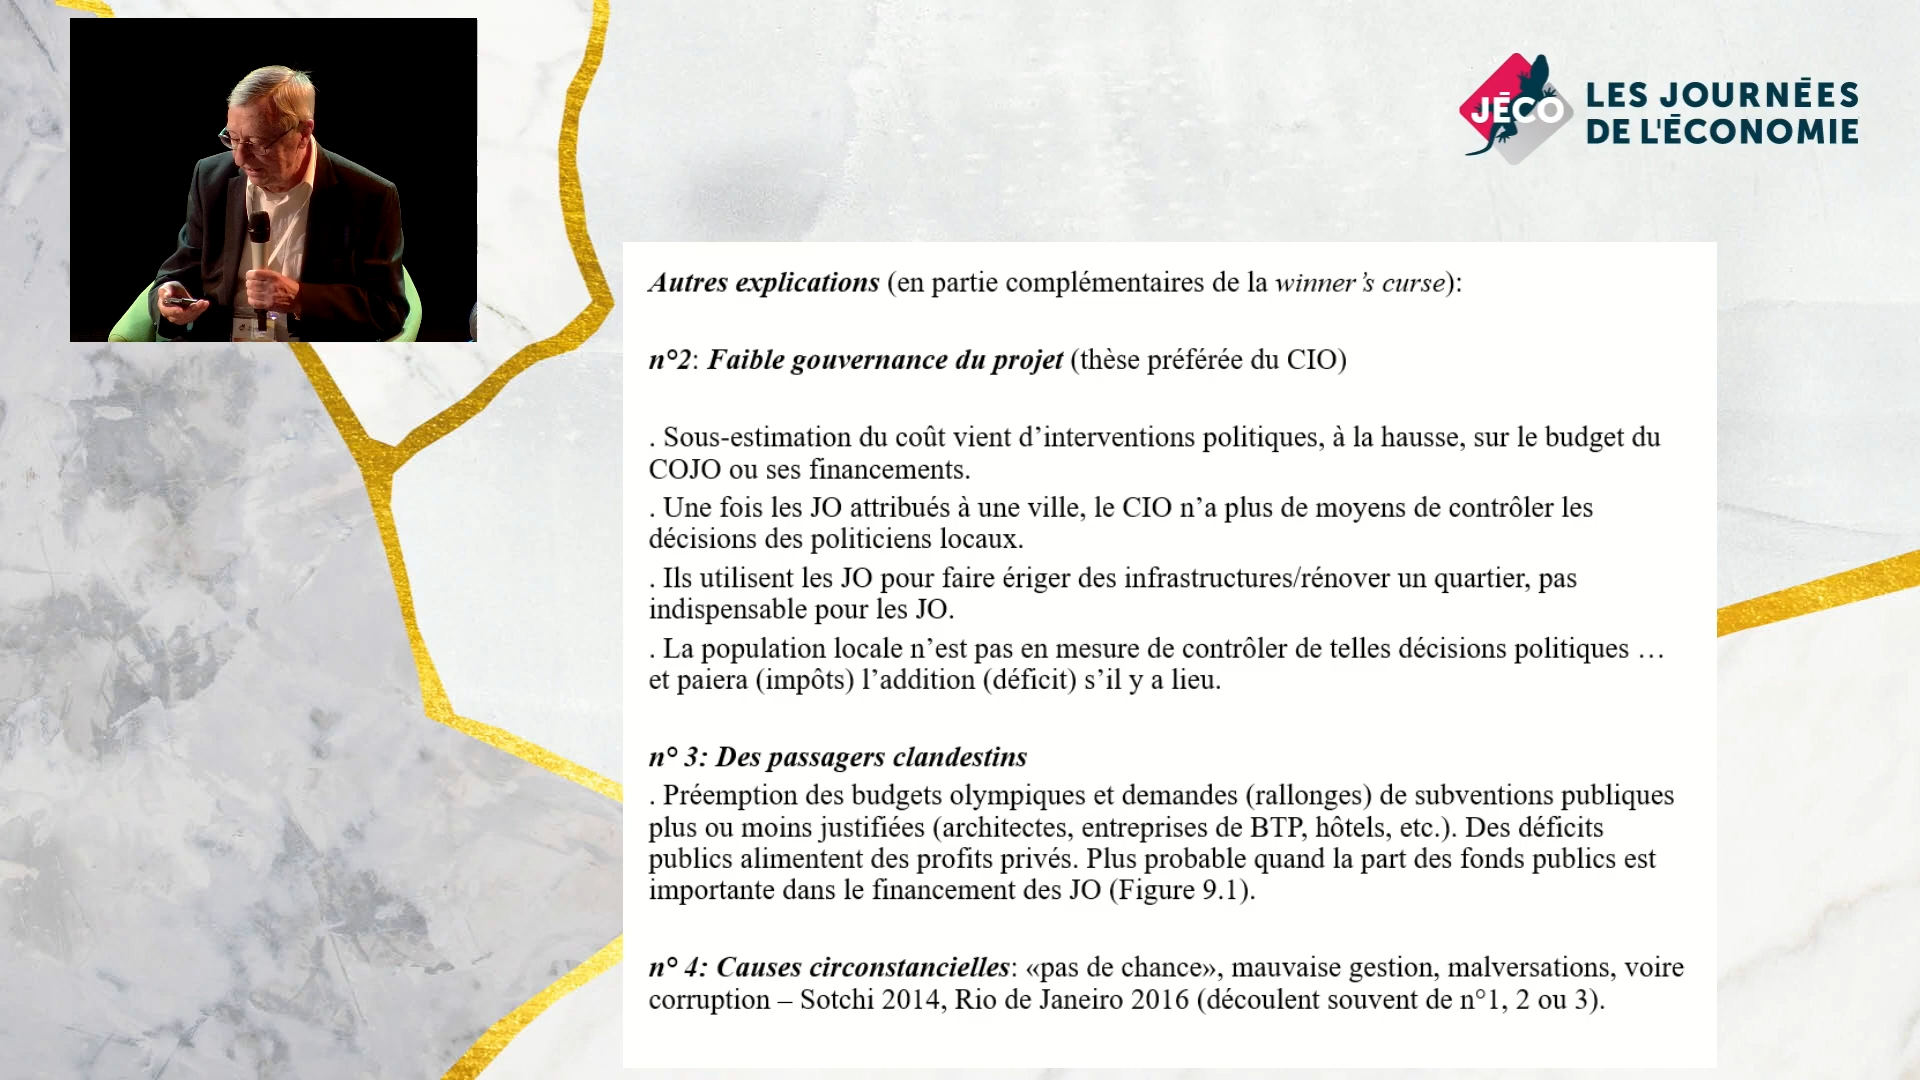 JÉCO
LES JOURNÉES
DE L'ÉCONOMIE
Autres explications (en partie complémentaires de la winner’s curse):
n°2: Faible gouvernance du projet (thèse préférée du CIO)
. Sous-estimation du coût vient d’interventions politiques, à la hausse, sur le budget du
COJO ou ses financements.
. Une fois les JO attribués à une ville, le CIO n’a plus de moyens de contrôler les
décisions des politiciens locaux.
. Ils utilisent les JO pour faire ériger des infrastructures/rénover un quartier, pas
indispensable pour les JO.
. La population locale n’est pas en mesure de contrôler de telles décisions politiques …
et paiera (impôts) l’addition (déficit) s’il y a lieu.
n° 3: Des passagers clandestins
. Préemption des budgets olympiques et demandes (rallonges) de subventions publiques
plus ou moins justifiées (architectes, entreprises de BTP, hôtels, etc.). Des déficits
publics alimentent des profits privés. Plus probable quand la part des fonds publics est
importante dans le financement des JO (Figure 9.1).
n° 4: Causes circonstancielles: «pas de chance», mauvaise gestion, malversations, voire
corruption – Sotchi 2014, Rio de Janeiro 2016 (découlent souvent de n°1, 2 ou 3).